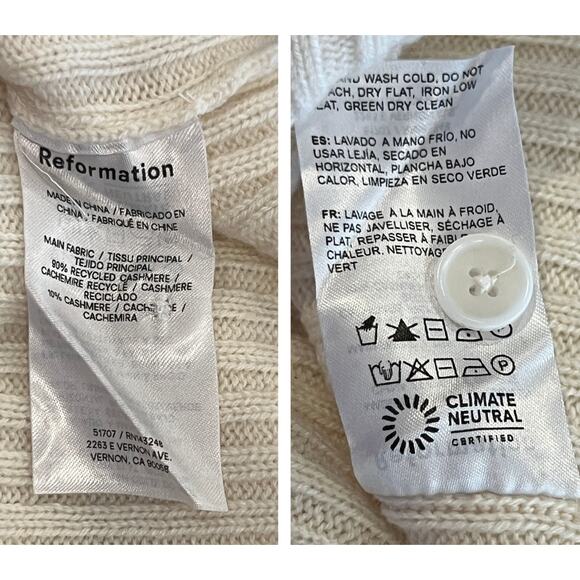 Reformation
MADE IN CHINA / FABRICADO EN
CHINA / FABRIQUÉ EN CHINE
MAIN FABRIC / TISSU PRINCIPAL /
TEJIDO PRINCIPAL
90% RECYCLED CASHMERE /
CACHEMIRE RECYCLÉ / CASHMERE
RECICLADO
10% CASHMERE / /
CACHEMIRA
51707 / RN143248
2263 E VERNON AVE.
VERNON, CA 90058
WASH COLD, DO NOT
DRY FLAT, IRON LOW
GREEN DRY CLEAN
ES: LAVADO A MANO FRÍO, NO
USAR LEJÍA, SECADO EN
HORIZONTAL, PLANCHA BAJO
CALOR, LIMPIEZA EN SECO VERDE
FR: LAVAGE À LA MAIN À FROID,
NE PAS JAVELLISER, SÉCHAGE À
PLAT, REPASSER À FAIBLE
CHALEUR. NETTOYAGE
VERT
P
CLIMATE
NEUTRAL
CERTIFIED